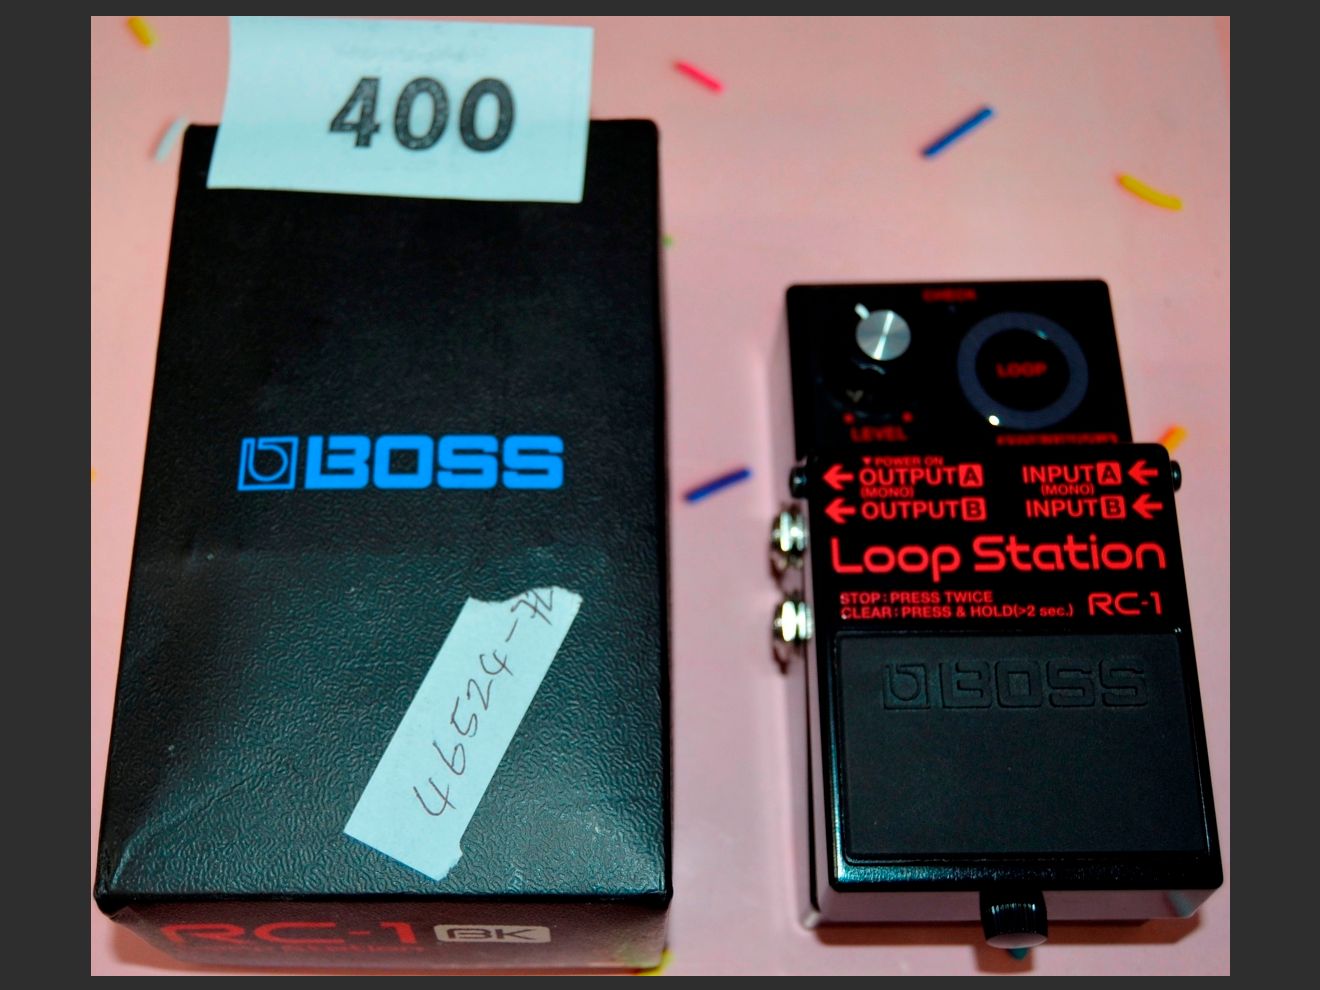 400
BOSS
46524-
RC-1 BK
CHECK
LOOP
LEVEL
▼ POWER ON
OUTPUT A
INPUT A
(MONO)
(MONO)
OUTPUT B
INPUT B
Loop Station
STOP : PRESS TWICE
CLEAR : PRESS & HOLD(>2 sec.)
RC-1
BOSS